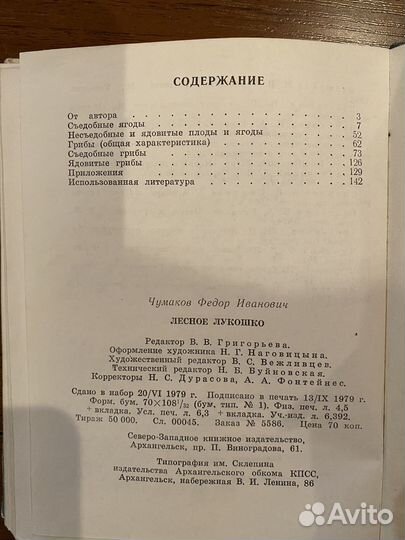 СОДЕРЖАНИЕ
От автора . . . . . . . . . . 3
Съедобные ягоды . . . . . . . . . . 7
Несъедобные и ядовитые плоды и ягоды . . . . 52
Грибы (общая характеристика) . . . . . . 62
Съедобные грибы . . . . . . . . . 73
Ядовитые грибы . . . . . . . . . 126
Приложения . . . . . . . . . . 129
Использованная литература . . . . . . . 142
Чумаков Федор Иванович
ЛЕСНОЕ ЛУКОШКО
Редактор В. В. Григорьева.
Оформление художника Н. Г. Наговицына.
Художественный редактор В. С. Вежливцев.
Технический редактор Н. Б. Буйновская.
Корректоры Н. С. Дурасова, А. А. Фонтейнес.
Сдано в набор 20/VI 1979 г. Подписано в печать 13/IX 1979 г.
Форм. бум. 70×108¹/₃₂ (бум. тип. № 1). Физ. печ. л. 4,5
+ вкладка. Усл. печ. л. 6,3 + вкладка. Уч.-изд. л. 6,392.
Тираж 50 000. Сл. 00045. Заказ № 5586. Цена 70 коп.
Северо-Западное книжное издательство,
Архангельск, пр. П. Виноградова, 61.
Типография им. Склепина
издательства Архангельского обкома КПСС,
Архангельск, набережная В. И. Ленина, 86
Avito